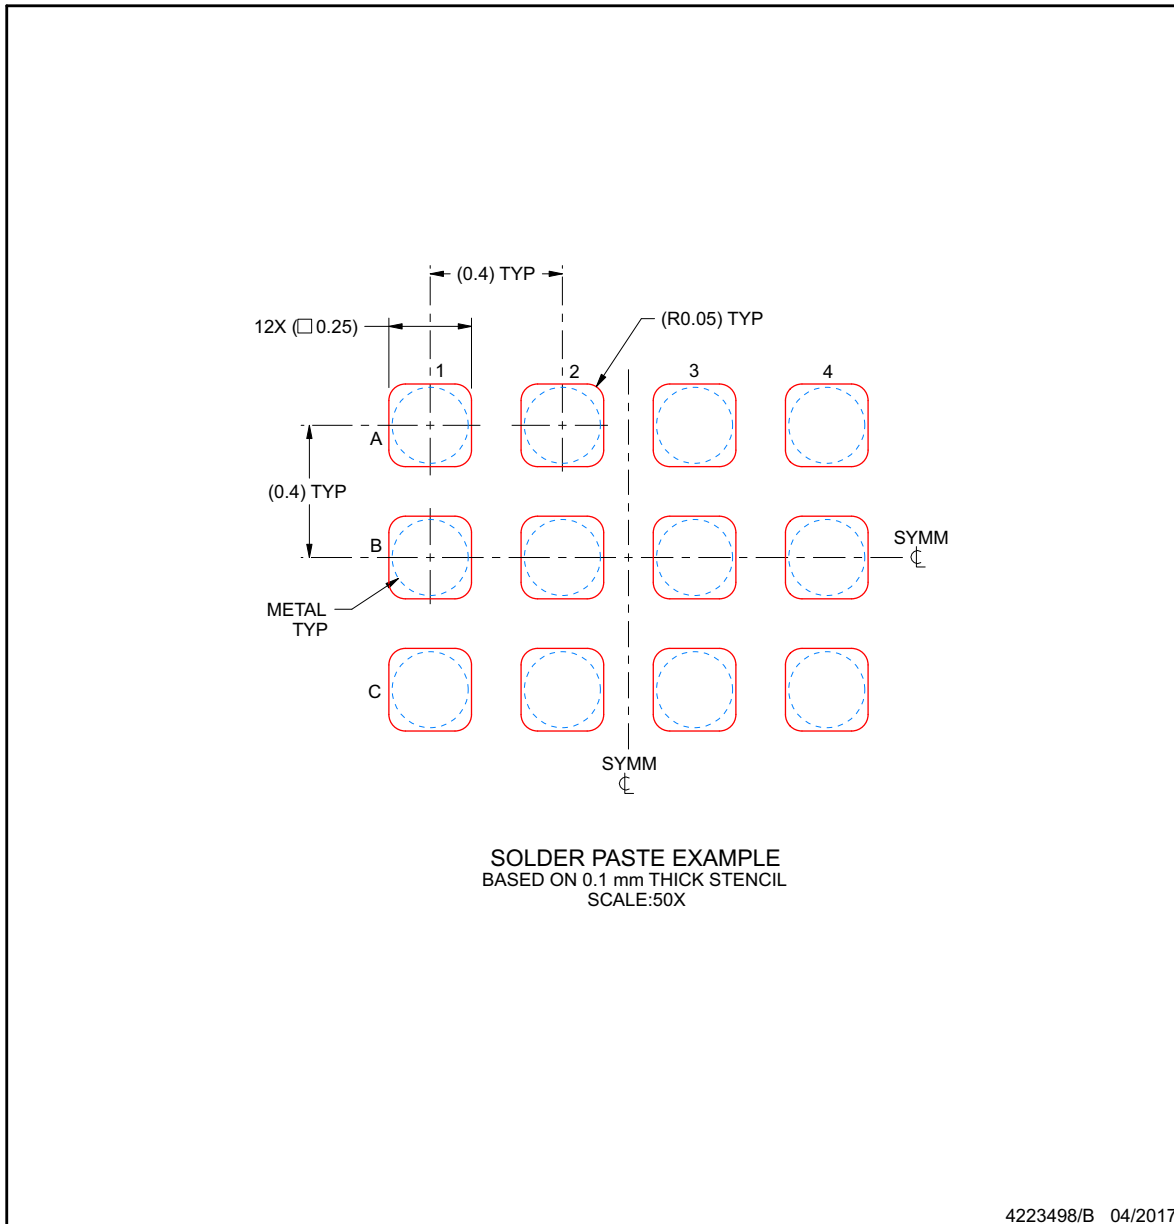 (0.4) TYP
12X (□ 0.25)
(R0.05) TYP
1
2
3
4
A
(0.4) TYP
B
SYMM
℄
METAL
TYP
C
SYMM
℄
SOLDER PASTE EXAMPLE
BASED ON 0.1 mm THICK STENCIL
SCALE:50X
4223498/B 04/2017